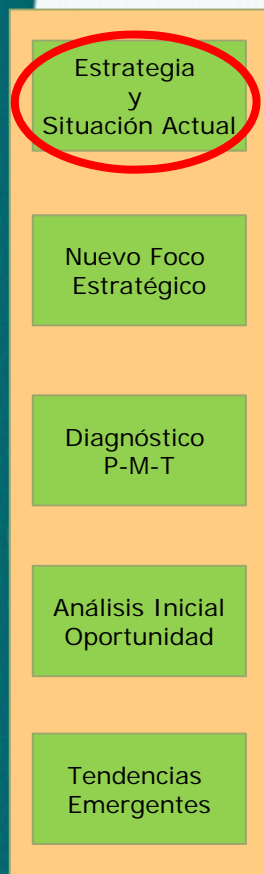 Estrategia
y
Situación Actual
Nuevo Foco
Estratégico
Diagnóstico
P-M-T
Análisis Inicial
Oportunidad
Tendencias
Emergentes